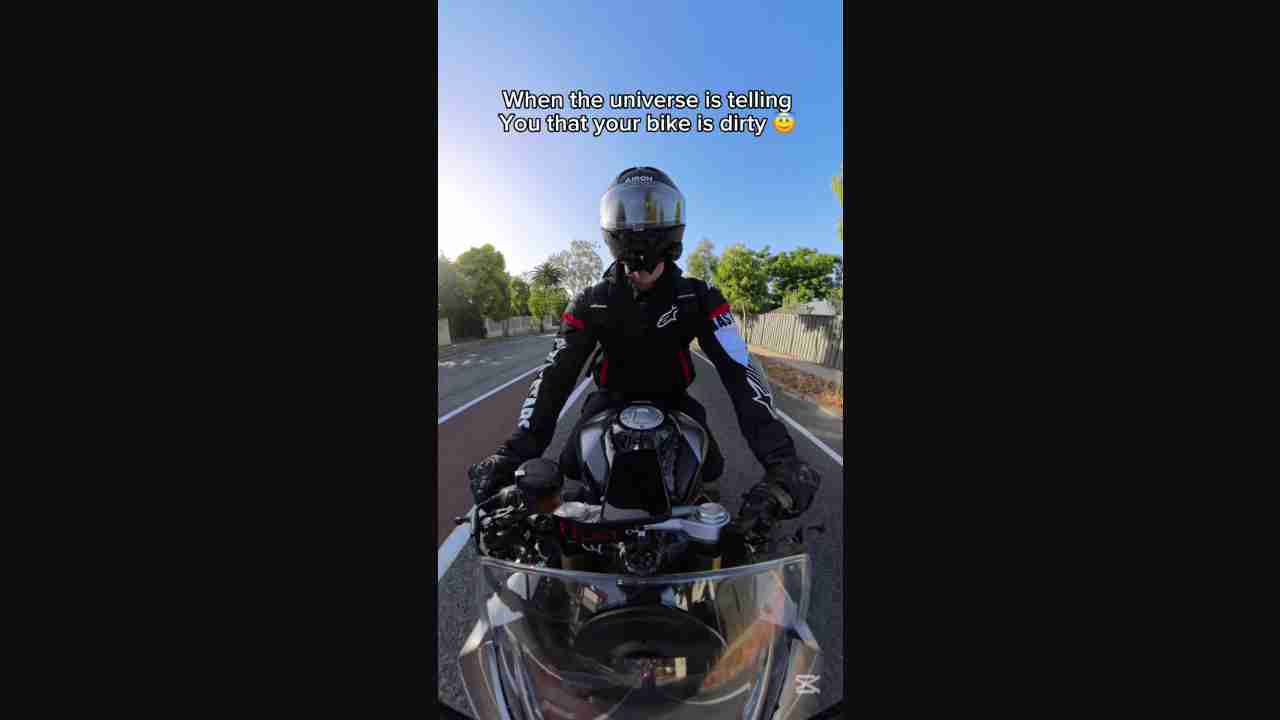 When the universe is telling
You that your bike is dirty 😇
AIROH